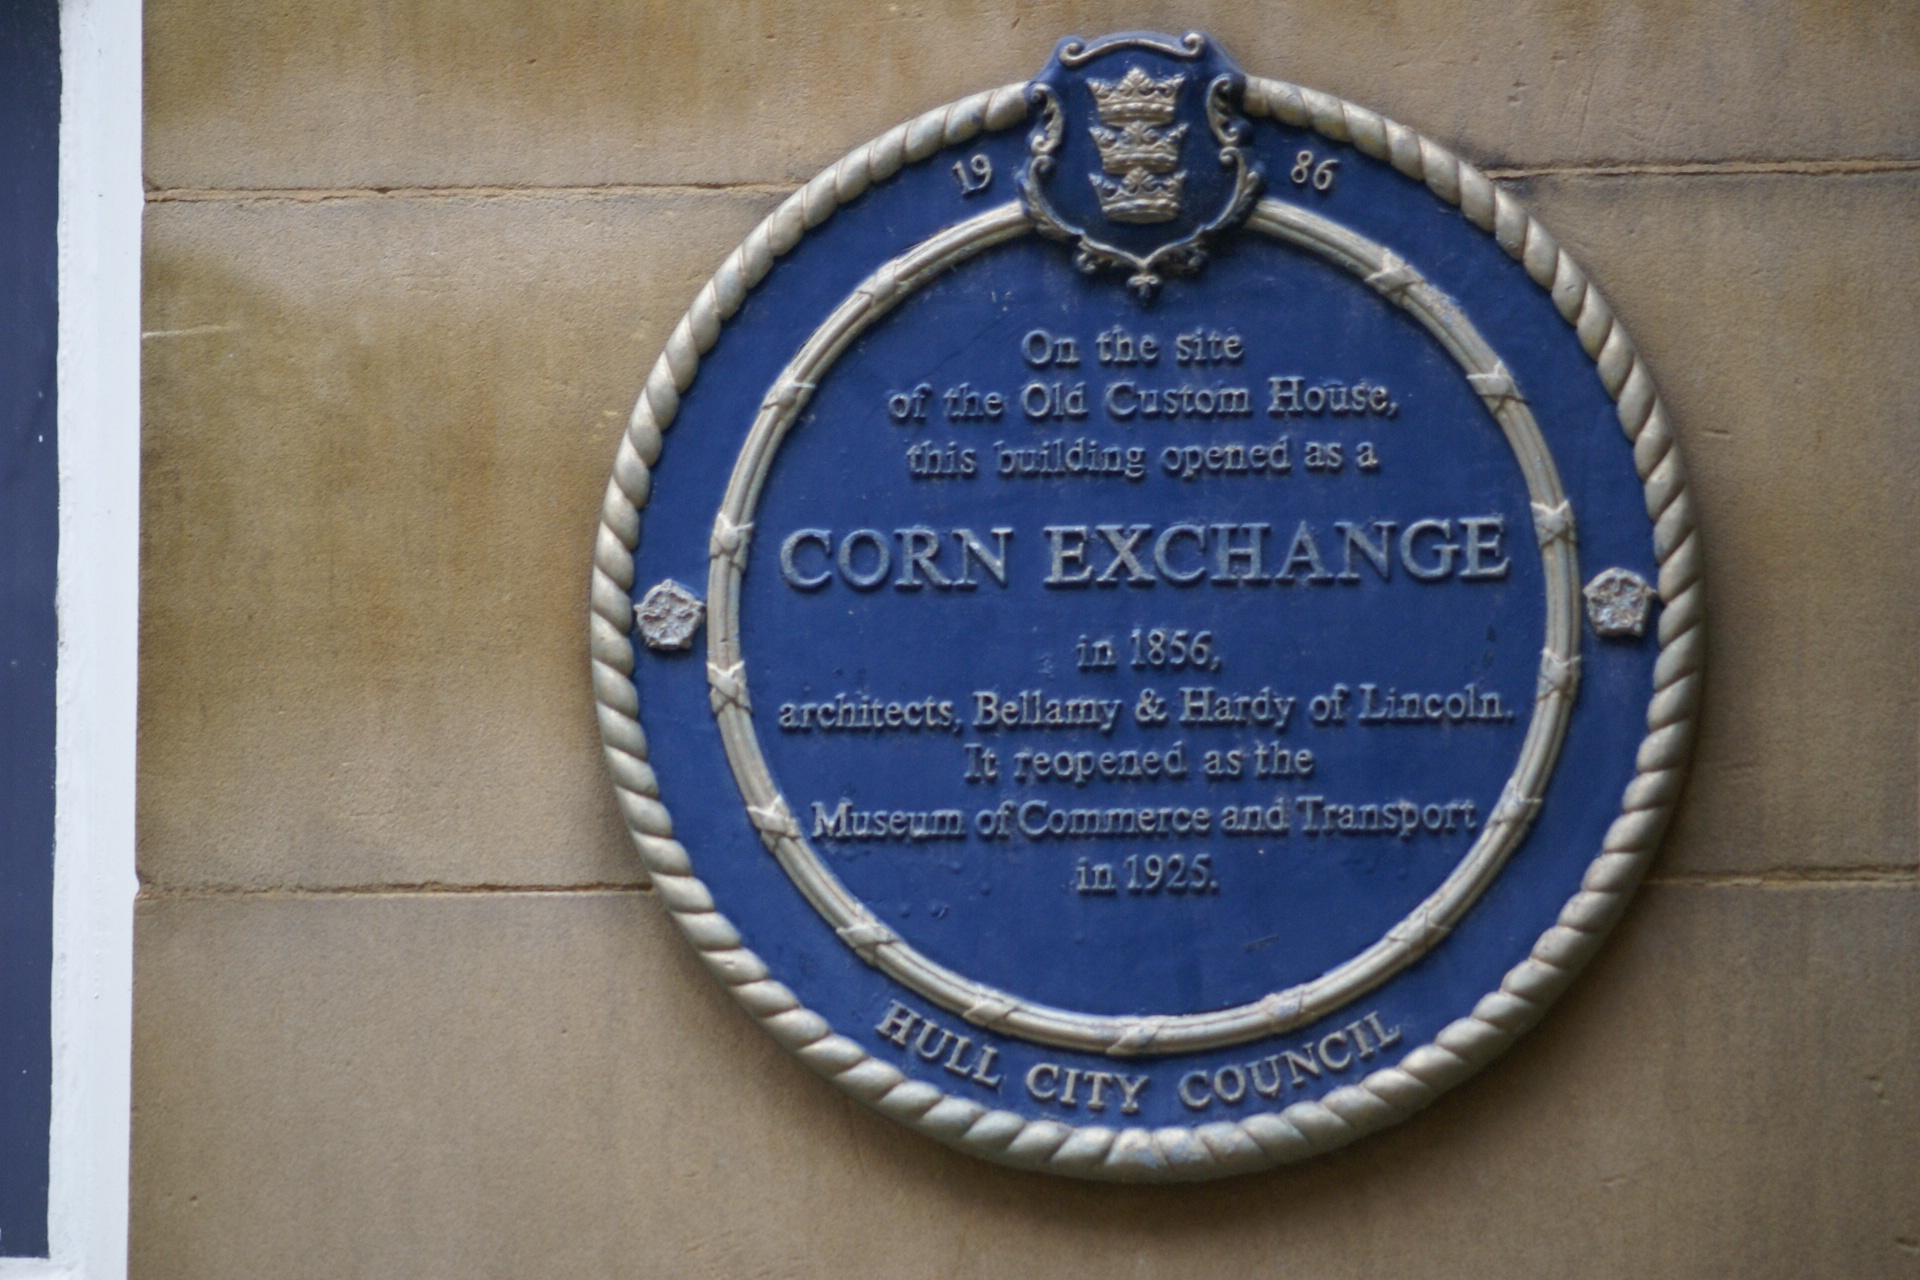 19 86
On the site
of the Old Custom House,
this building opened as a
CORN EXCHANGE
in 1856,
architects, Bellamy & Hardy of Lincoln.
It reopened as the
Museum of Commerce and Transport
in 1925.
HULL CITY COUNCIL